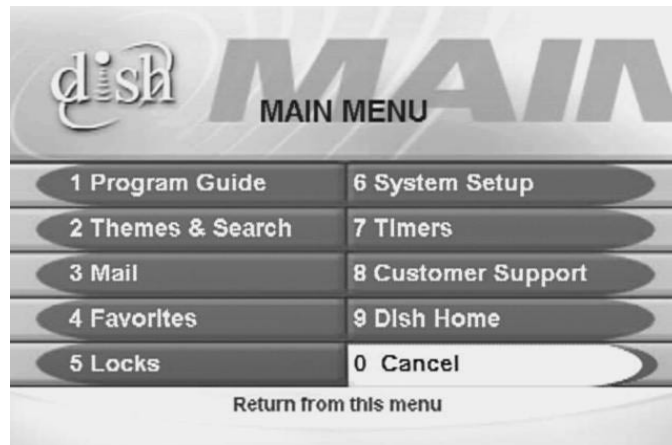 dish
MAIN
MAIN MENU
1 Program Guide
2 Themes & Search
3 Mail
4 Favorites
5 Locks
6 System Setup
7 Timers
8 Customer Support
9 Dish Home
0 Cancel
Return from this menu